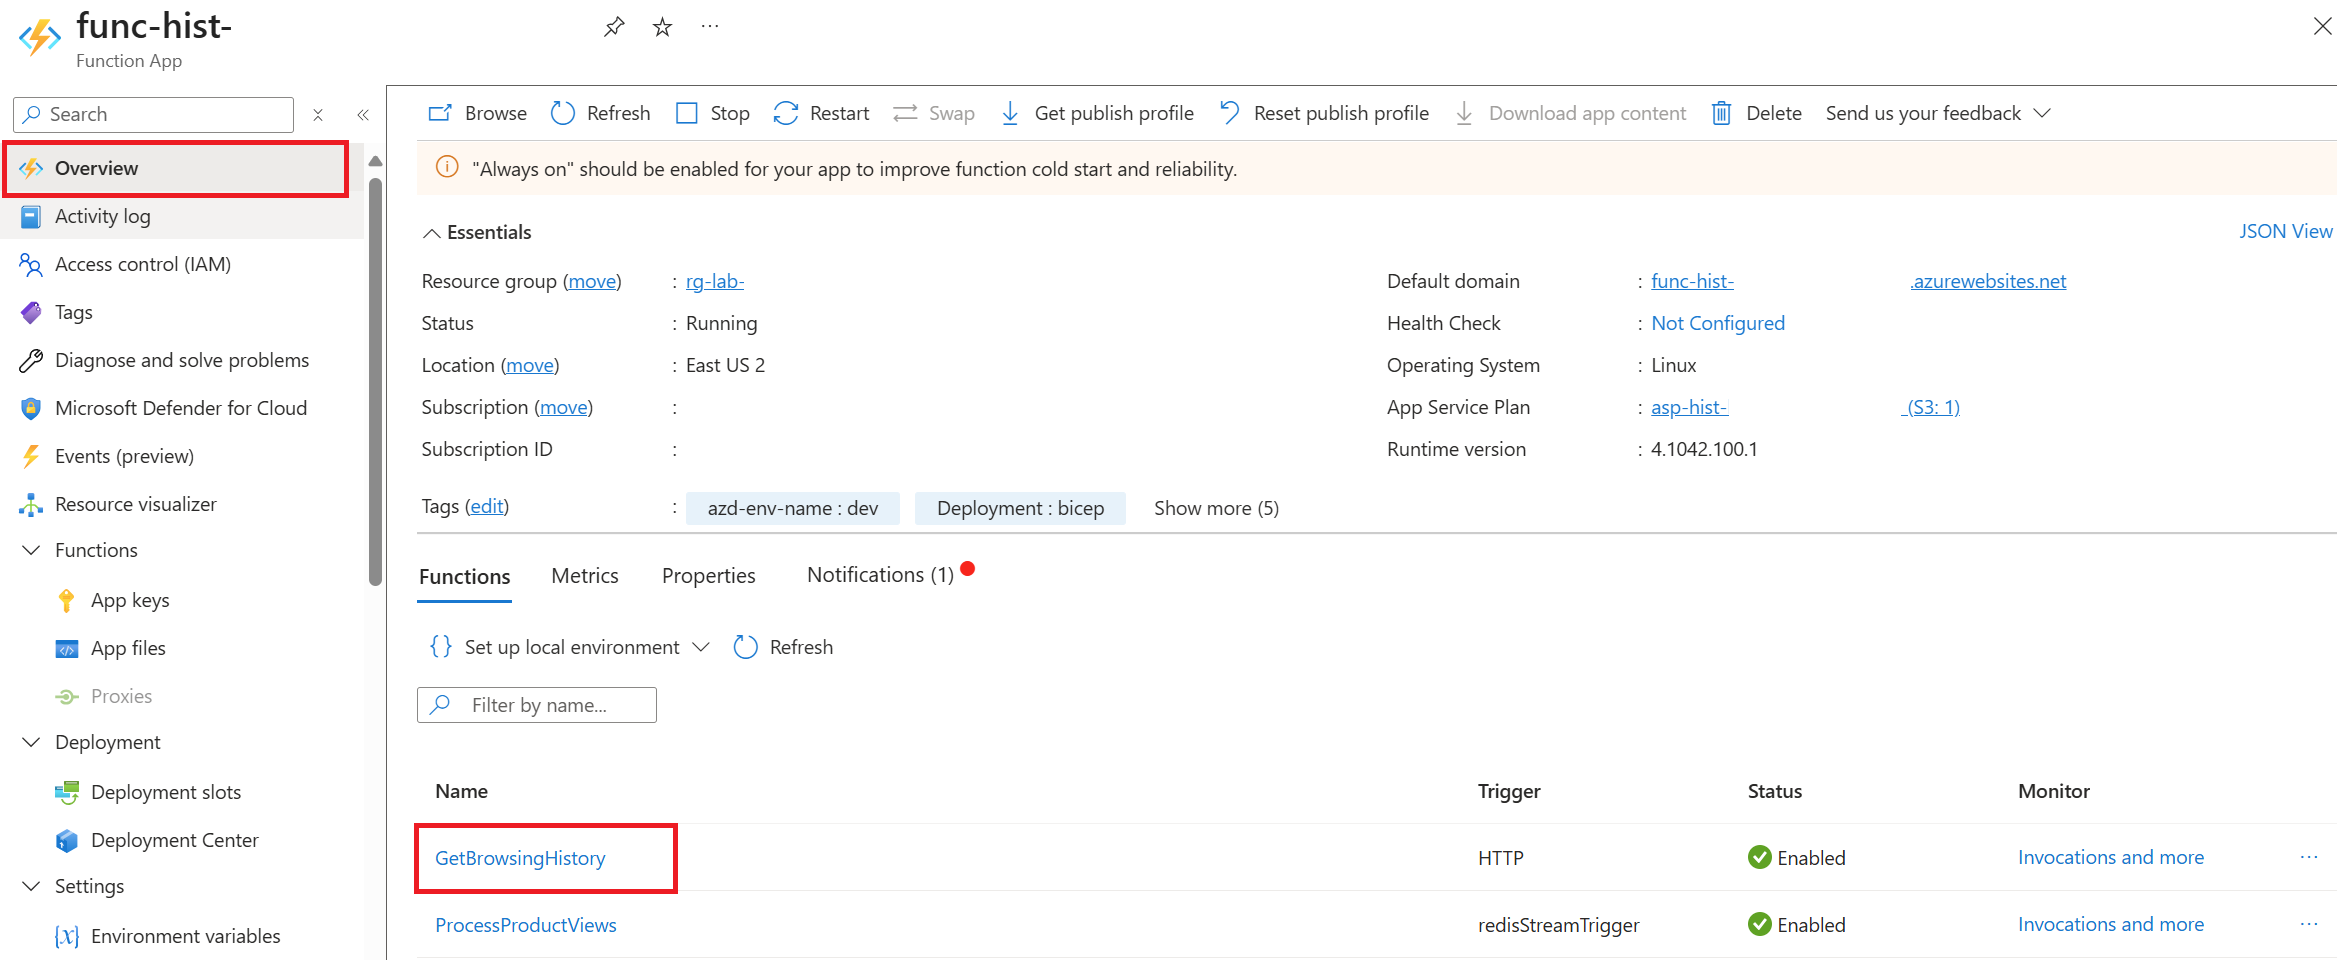 func-hist-
Function App
Search
Overview
Activity log
Access control (IAM)
Tags
Diagnose and solve problems
Microsoft Defender for Cloud
Events (preview)
Resource visualizer
Functions
App keys
App files
Proxies
Deployment
Deployment slots
Deployment Center
Settings
Environment variables
Browse Refresh Stop Restart Swap Get publish profile Reset publish profile Download app content Delete Send us your feedback
"Always on" should be enabled for your app to improve function cold start and reliability.
Essentials JSON View
Resource group (move) : rg-lab-
Status : Running
Location (move) : East US 2
Subscription (move) :
Subscription ID :
Default domain : func-hist- .azurewebsites.net
Health Check : Not Configured
Operating System : Linux
App Service Plan : asp-hist- (S3: 1)
Runtime version : 4.1042.100.1
Tags (edit) : azd-env-name : dev Deployment : bicep Show more (5)
Functions Metrics Properties Notifications (1)
Set up local environment Refresh
Filter by name...
Name Trigger Status Monitor
GetBrowsingHistory HTTP Enabled Invocations and more
ProcessProductViews redisStreamTrigger Enabled Invocations and more